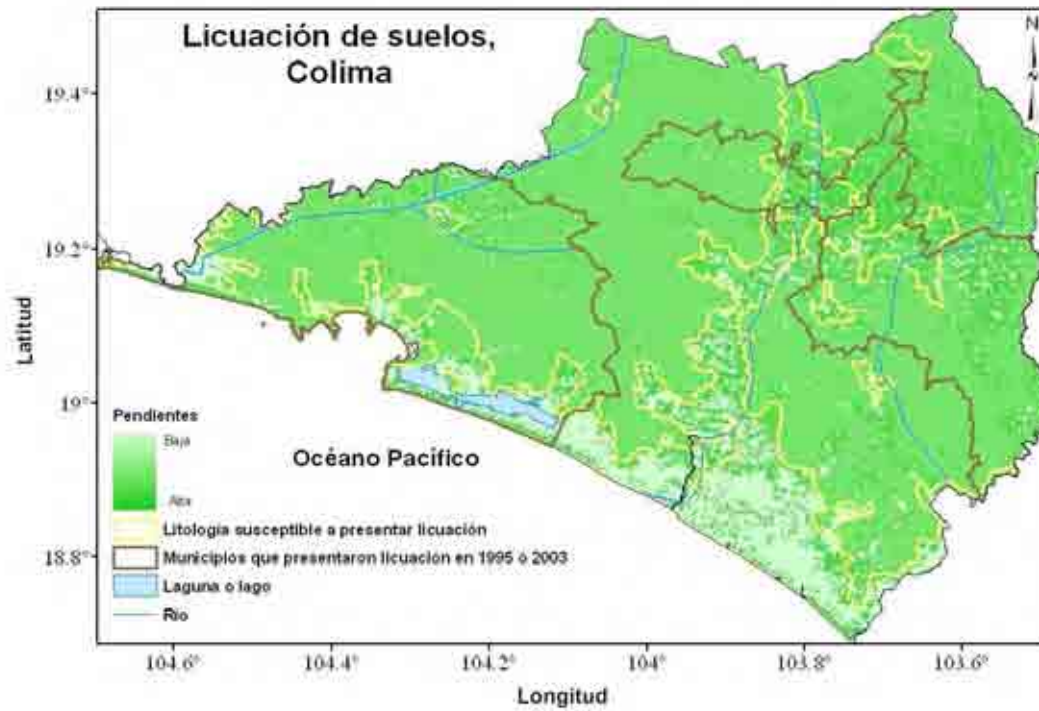 Licuación de suelos,
Colima
N
19.4°
19.2°
19°
18.8°
Latitud
Pendientes
Baja
Alta
Océano Pacífico
Litología susceptible a presentar licuación
Municipios que presentaron licuación en 1995 ó 2003
Laguna o lago
Río
104.6°
104.4°
104.2°
104°
103.8°
103.6°
Longitud